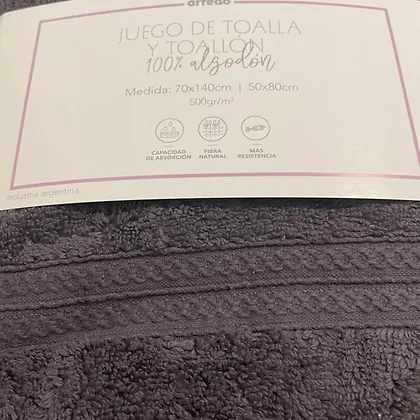 arredo
JUEGO DE TOALLA
Y TOALLÓN
100% algodón
Medida: 70x140cm | 50x80cm
500gr/m²
CAPACIDAD
DE ABSORCIÓN
FIBRA
NATURAL
MÁS
RESISTENCIA
Industria argentina